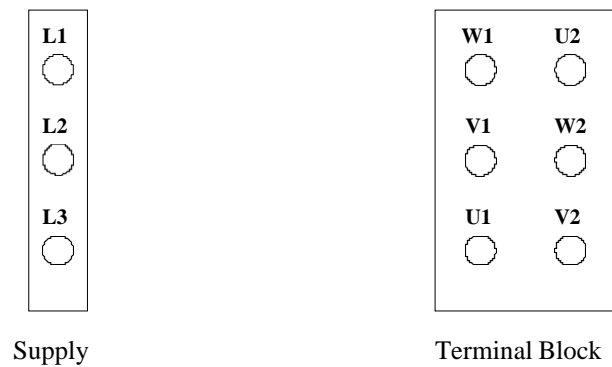 L1
W1 U2
L2
V1 W2
L3
U1 V2
Supply
Terminal Block